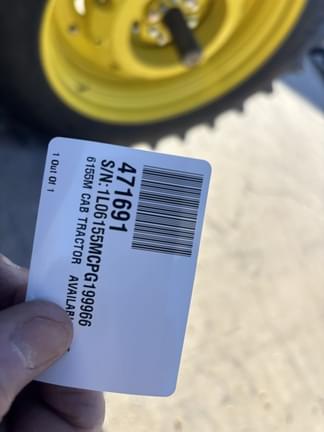 471691
S/N:1L06155MCPG199966
6155M CAB TRACTOR
1 Out Of 1